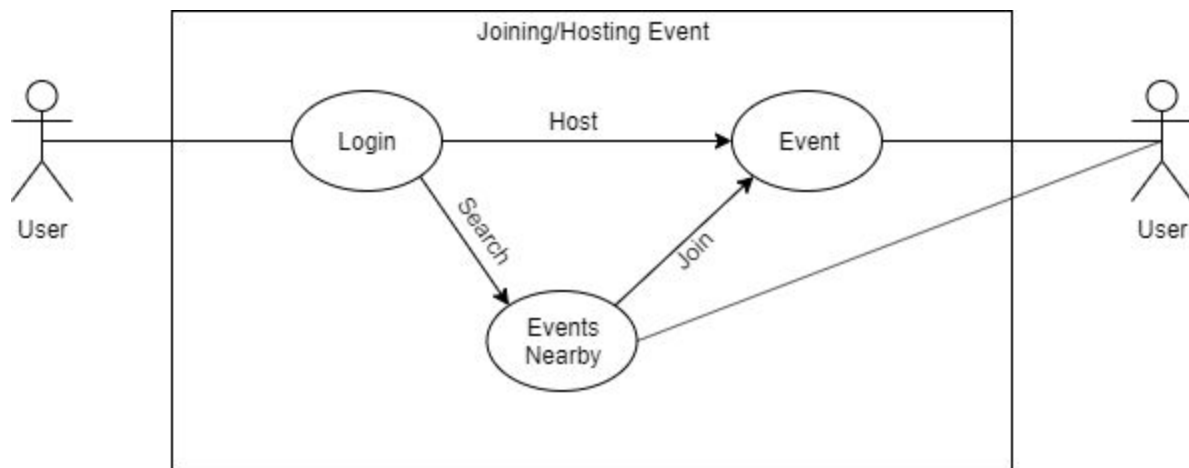 Joining/Hosting Event
Login
Host
Event
User
Search
Join
User
Events
Nearby